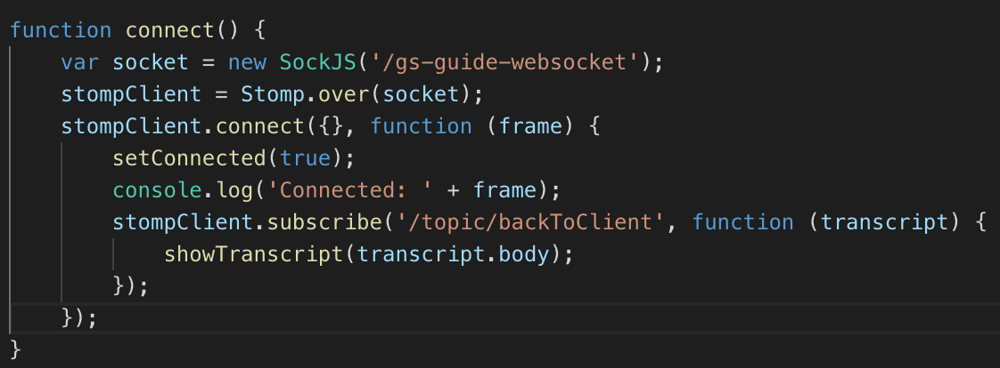 function connect() {
    var socket = new SockJS('/gs-guide-websocket');
    stompClient = Stomp.over(socket);
    stompClient.connect({}, function (frame) {
        setConnected(true);
        console.log('Connected: ' + frame);
        stompClient.subscribe('/topic/backToClient', function (transcript) {
            showTranscript(transcript.body);
        });
    });
}